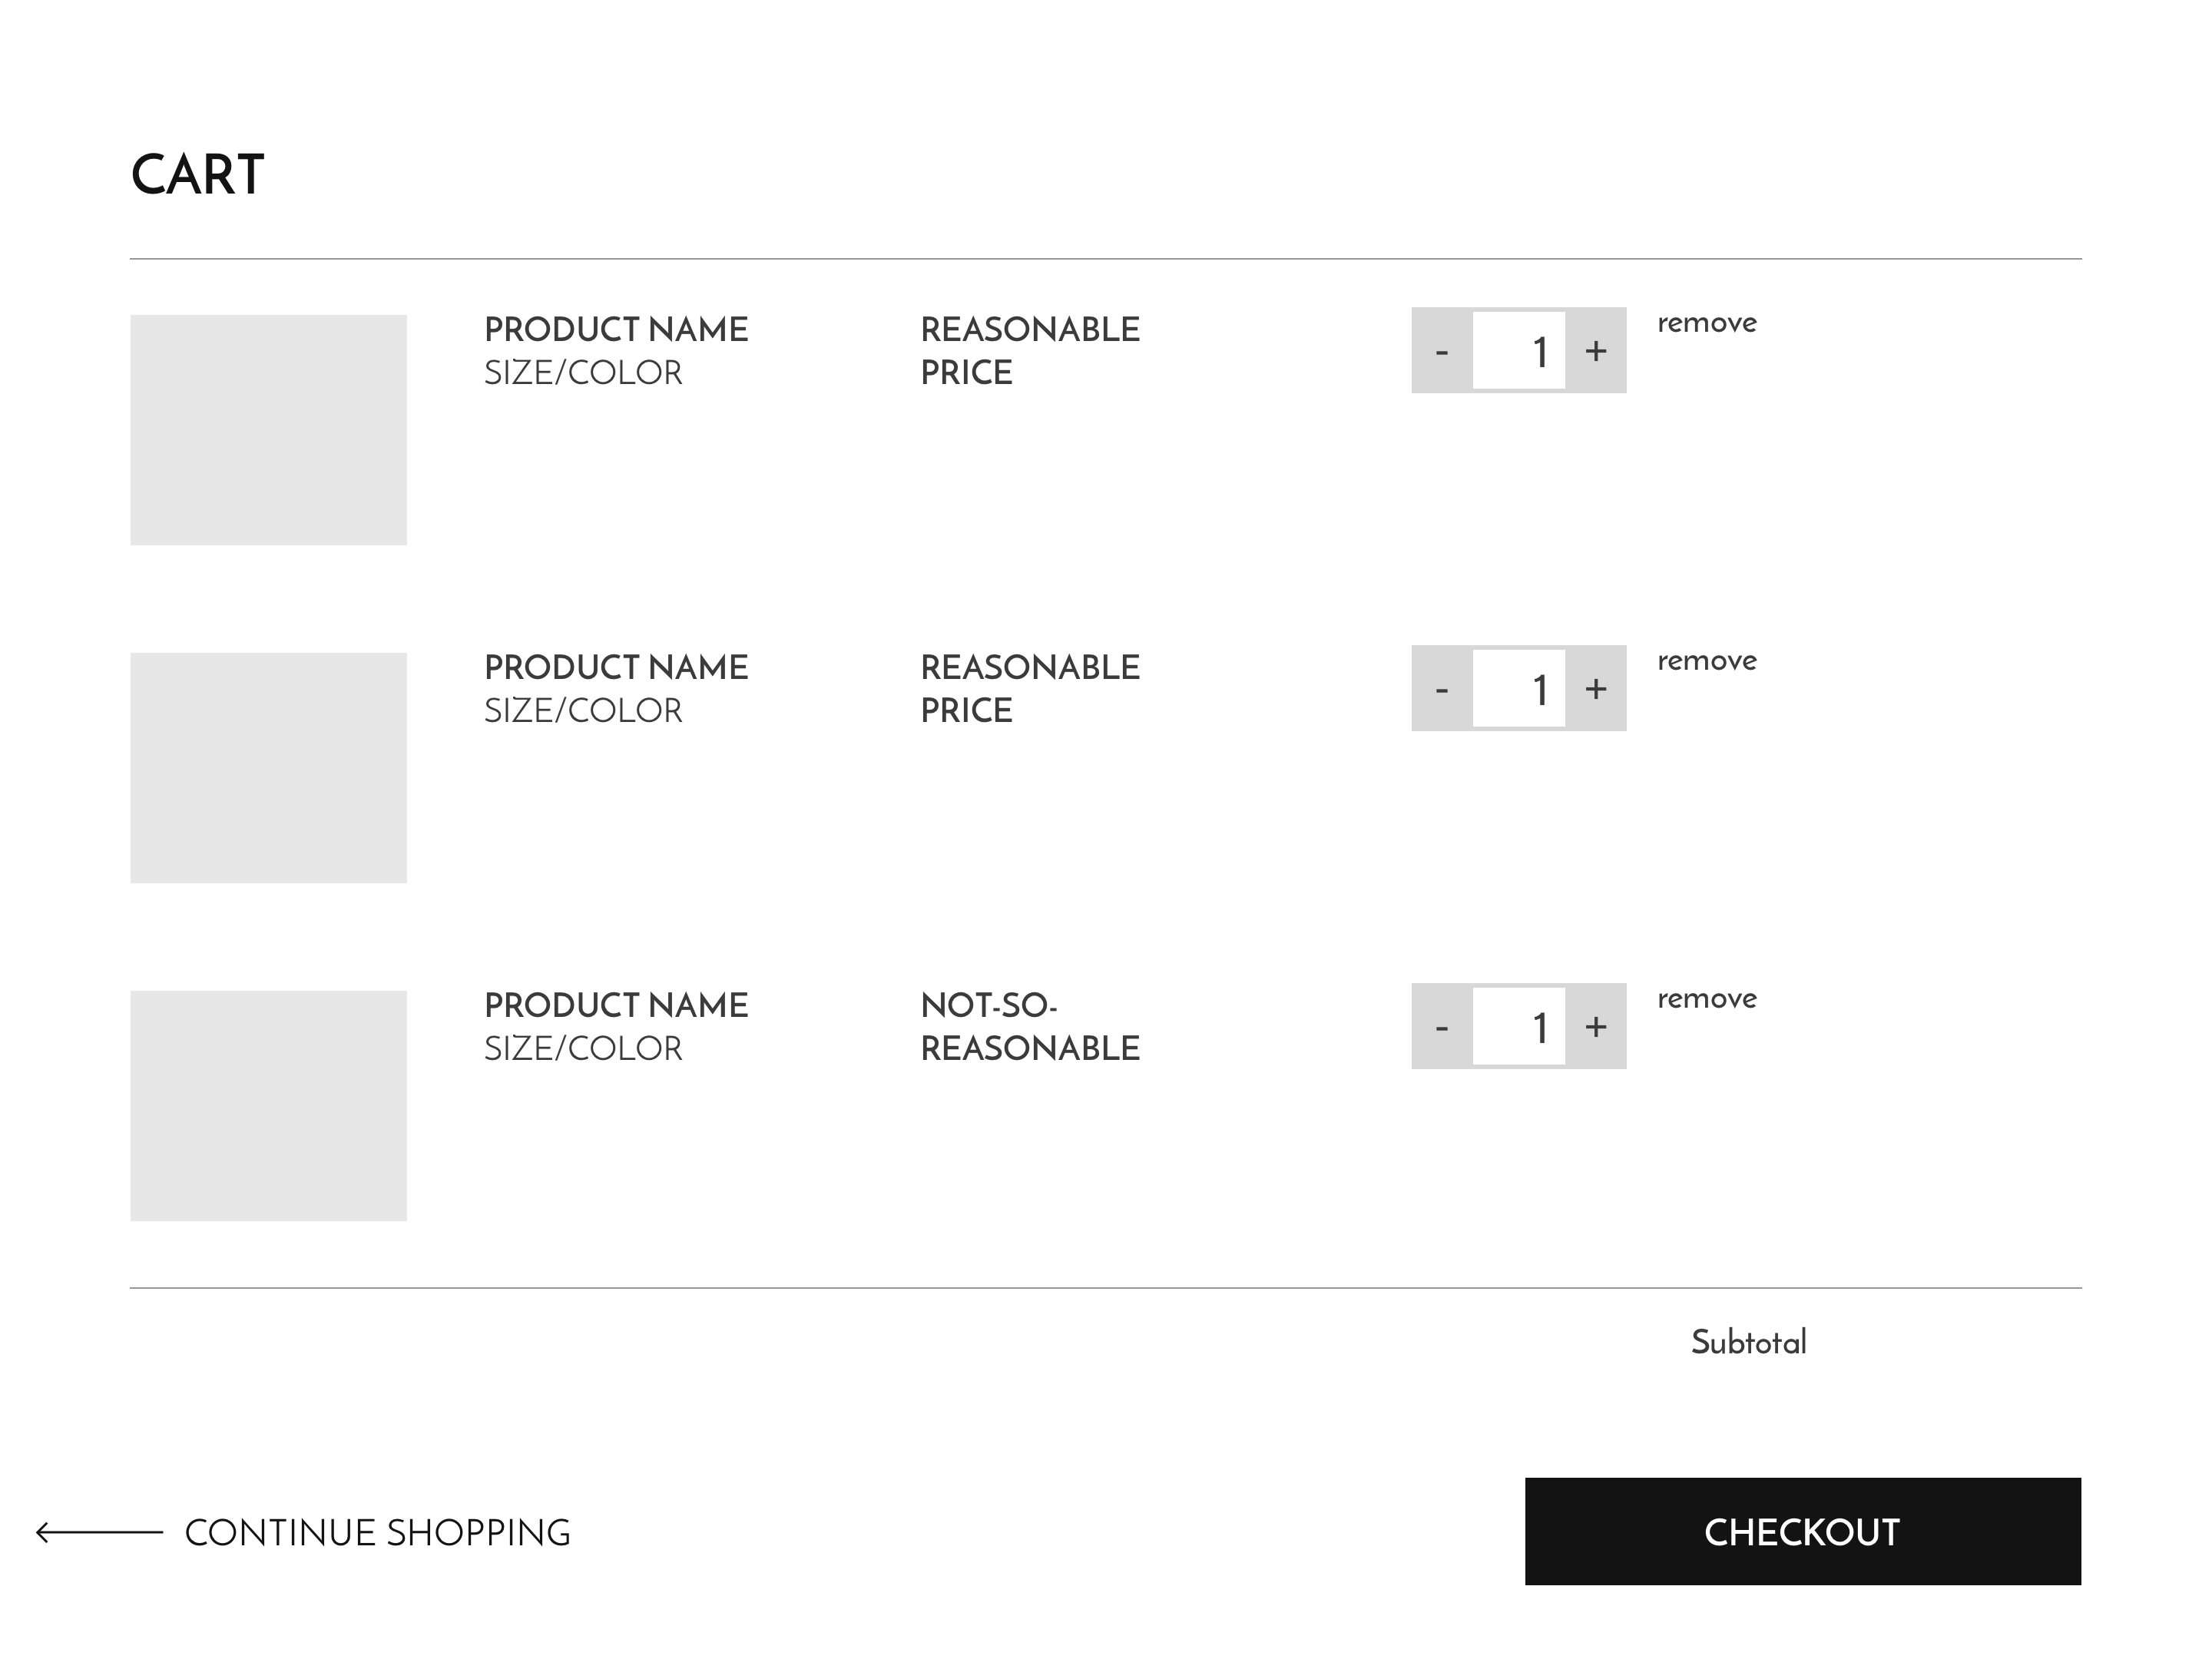 CART
PRODUCT NAME
SIZE/COLOR
REASONABLE
PRICE
- 1 +
remove
PRODUCT NAME
SIZE/COLOR
REASONABLE
PRICE
- 1 +
remove
PRODUCT NAME
SIZE/COLOR
NOT-SO-
REASONABLE
- 1 +
remove
Subtotal
CONTINUE SHOPPING
CHECKOUT